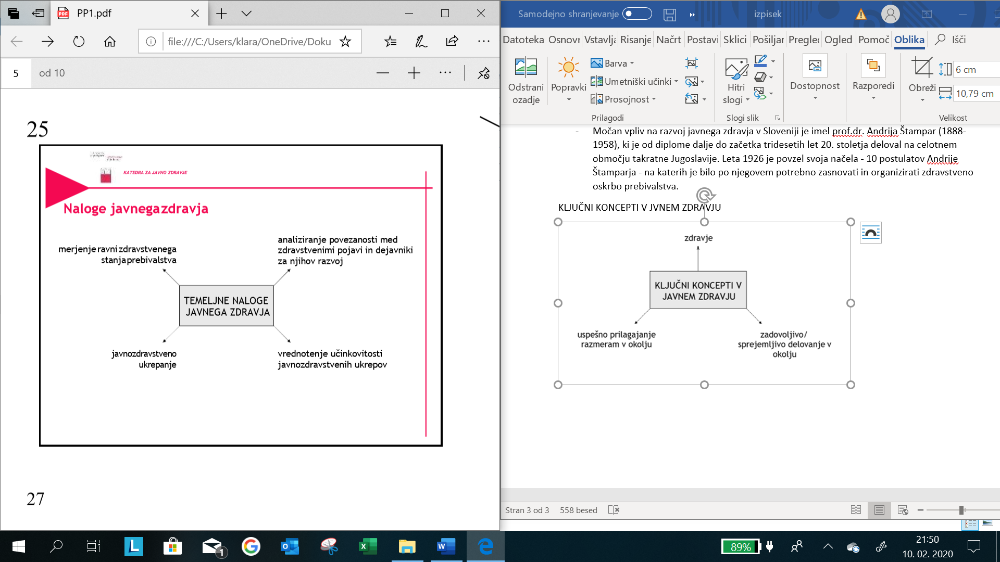 PP1.pdf
file:///C:/Users/klara/OneDrive/Doku
5 od 10
25
KATEDRA ZA JAVNO ZDRAVJE
Naloge javnega zdravja
merjenje ravni zdravstvenega
stanja prebivalstva
analiziranje povezanosti med
zdravstvenimi pojavi in dejavniki
za njihov razvoj
TEMELJNE NALOGE
JAVNEGA ZDRAVJA
javnozdravstveno
ukrepanje
vrednotenje učinkovitosti
javnozdravstvenih ukrepov
27
Samodejno shranjevanje
izpisek
Datoteka Osnovn Vstavlja Risanje Načrt Postavi Sklici Pošiljar Pregled Ogled Pomoč Oblika Išči
Odstrani
ozadje
Popravki
Barva
Umetniški učinki
Prosojnost
Prilagodi
Hitri
slogi
Slogi slik
Dostopnost
Razporedi
Obreži
6 cm
10,79 cm
Velikost
- Močan vpliv na razvoj javnega zdravja v Sloveniji je imel prof.dr. Andrija Štampar (1888-
1958), ki je od diplome dalje do začetka tridesetih let 20. stoletja deloval na celotnem
območju takratne Jugoslavije. Leta 1926 je povzel svoja načela - 10 postulatov Andrije
Štamparja - na katerih je bilo po njegovem potrebno zasnovati in organizirati zdravstveno
oskrbo prebivalstva.
KLJUČNI KONCEPTI V JVNEM ZDRAVJU
zdravje
KLJUČNI KONCEPTI V
JAVNEM ZDRAVJU
uspešno prilagajanje
razmeram v okolju
zadovoljivo/
sprejemljivo delovanje v
okolju
Stran 3 od 3 558 besed
1
89%
21:50
10. 02. 2020